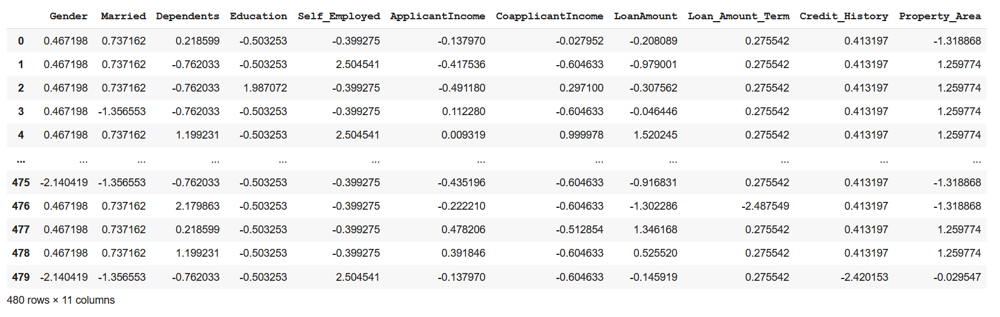 Gender Married Dependents Education Self_Employed ApplicantIncome CoapplicantIncome LoanAmount Loan_Amount_Term Credit_History Property_Area
0 0.467198 0.737162 0.218599 -0.503253 -0.399275 -0.137970 -0.027952 -0.208089 0.275542 0.413197 -1.318868
1 0.467198 0.737162 -0.762033 -0.503253 2.504541 -0.417536 -0.604633 -0.979001 0.275542 0.413197 1.259774
2 0.467198 0.737162 -0.762033 1.987072 -0.399275 -0.491180 0.297100 -0.307562 0.275542 0.413197 1.259774
3 0.467198 -1.356553 -0.762033 -0.503253 -0.399275 0.112280 -0.604633 -0.046446 0.275542 0.413197 1.259774
4 0.467198 0.737162 1.199231 -0.503253 2.504541 0.009319 0.999978 1.520245 0.275542 0.413197 1.259774
... ... ... ... ... ... ... ... ... ... ... ...
475 -2.140419 -1.356553 -0.762033 -0.503253 -0.399275 -0.435196 -0.604633 -0.916831 0.275542 0.413197 -1.318868
476 0.467198 0.737162 2.179863 -0.503253 -0.399275 -0.222210 -0.604633 -1.302286 -2.487549 0.413197 -1.318868
477 0.467198 0.737162 0.218599 -0.503253 -0.399275 0.478206 -0.512854 1.346168 0.275542 0.413197 1.259774
478 0.467198 0.737162 1.199231 -0.503253 -0.399275 0.391846 -0.604633 0.525520 0.275542 0.413197 1.259774
479 -2.140419 -1.356553 -0.762033 -0.503253 2.504541 -0.137970 -0.604633 -0.145919 0.275542 -2.420153 -0.029547
480 rows × 11 columns